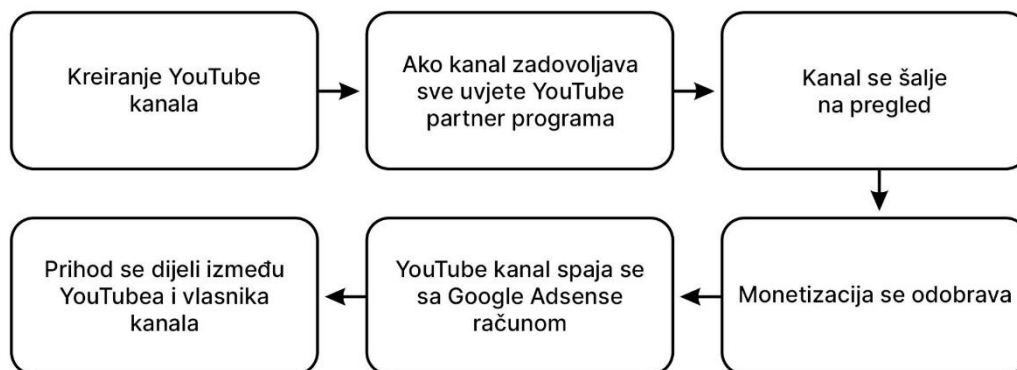 Kreiranje YouTube
kanala
Ako kanal zadovoljava
sve uvjete YouTube
partner programa
Kanal se šalje
na pregled
Monetizacija se odobrava
YouTube kanal spaja se
sa Google Adsense
računom
Prihod se dijeli između
YouTubea i vlasnika
kanala